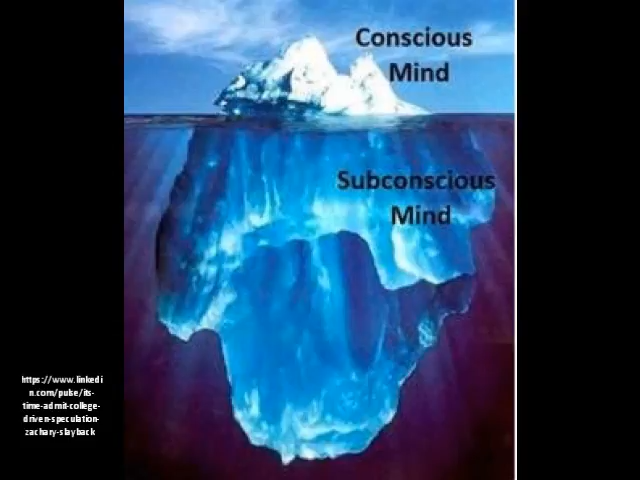 Conscious
Mind
Subconscious
Mind
https://www.linkedi
n.com/pulse/its-
time-admit-college-
driven-speculation-
zachary-slayback